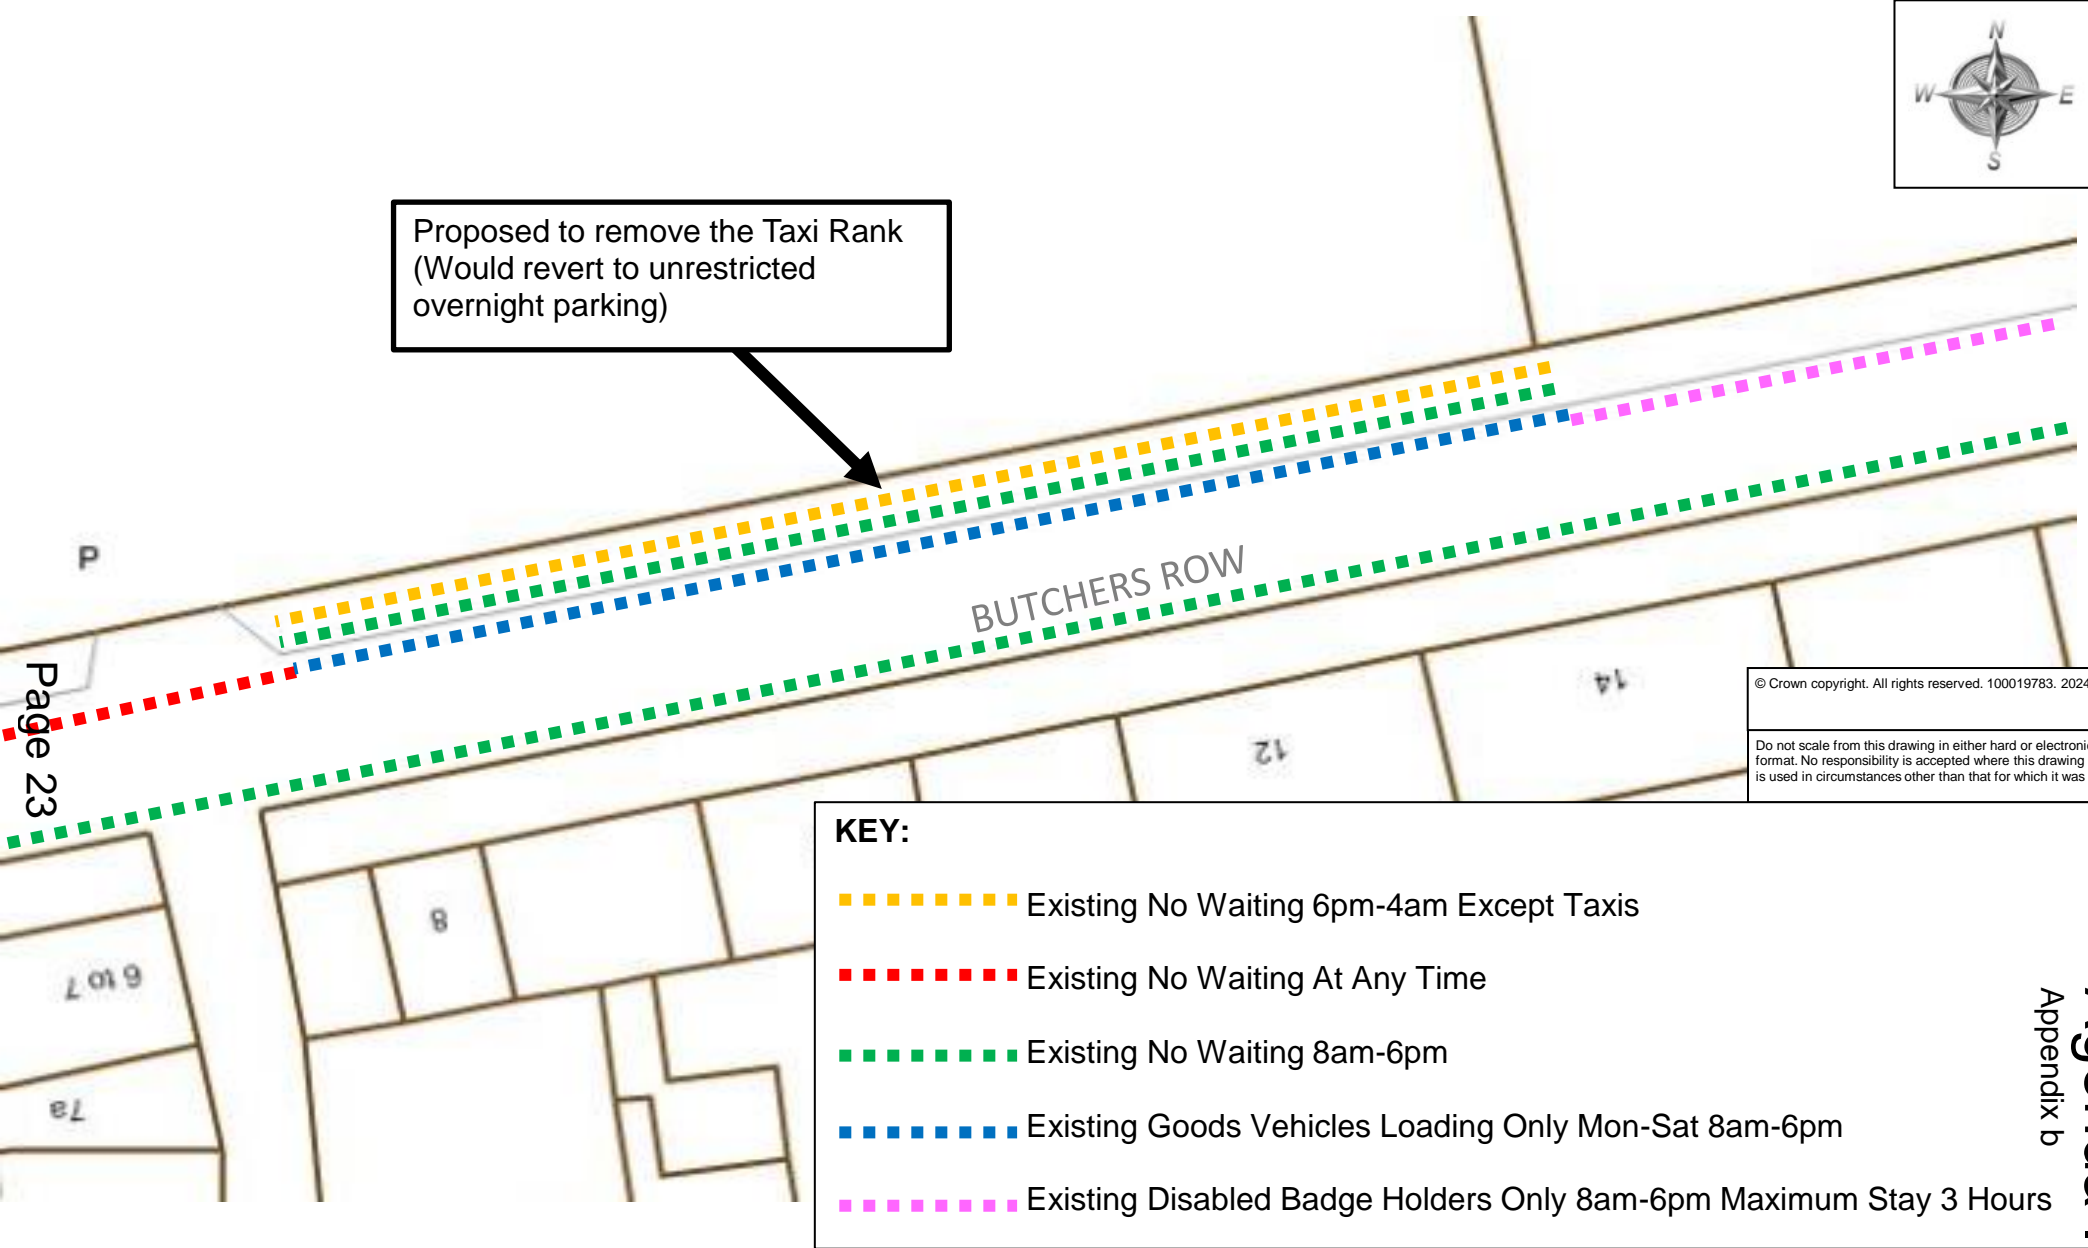 N
W E
S
Proposed to remove the Taxi Rank
(Would revert to unrestricted
overnight parking)
P
BUTCHERS ROW
Page 23
14
12
8
6 to 7
7a
© Crown copyright. All rights reserved. 100019783. 2024
Do not scale from this drawing in either hard or electronic
format. No responsibility is accepted where this drawing
is used in circumstances other than that for which it was
KEY:
Existing No Waiting 6pm-4am Except Taxis
Existing No Waiting At Any Time
Existing No Waiting 8am-6pm
Existing Goods Vehicles Loading Only Mon-Sat 8am-6pm
Existing Disabled Badge Holders Only 8am-6pm Maximum Stay 3 Hours
Appendix b